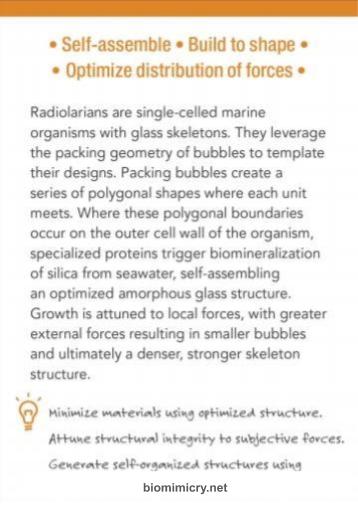 • Self-assemble • Build to shape •
• Optimize distribution of forces •
Radiolarians are single-celled marine
organisms with glass skeletons. They leverage
the packing geometry of bubbles to template
their designs. Packing bubbles create a
series of polygonal shapes where each unit
meets. Where these polygonal boundaries
occur on the outer cell wall of the organism,
specialized proteins trigger biomineralization
of silica from seawater, self-assembling
an optimized amorphous glass structure.
Growth is attuned to local forces, with greater
external forces resulting in smaller bubbles
and ultimately a denser, stronger skeleton
structure.
Minimize materials using optimized structure.
Attune structural integrity to subjective forces.
Generate self-organized structures using
biomimicry.net